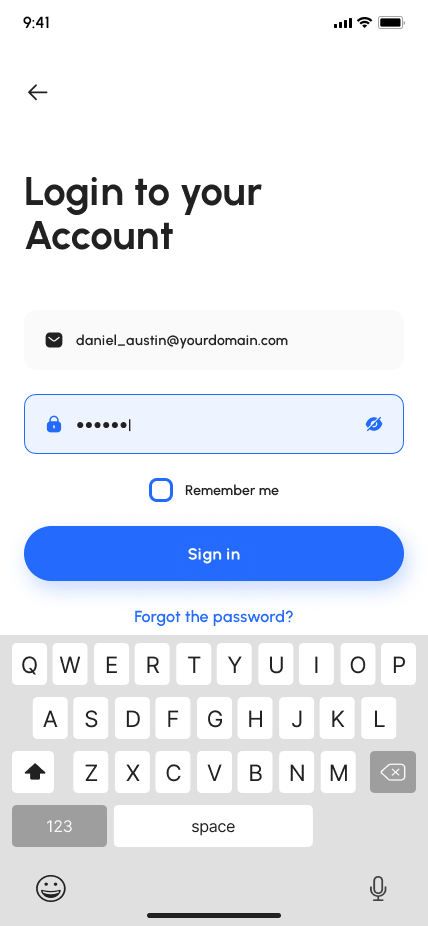 9:41
Login to your
Account
daniel_austin@yourdomain.com
●●●●●●|
Remember me
Sign in
Forgot the password?
Q W E R T Y U I O P
A S D F G H J K L
Z X C V B N M
123 space